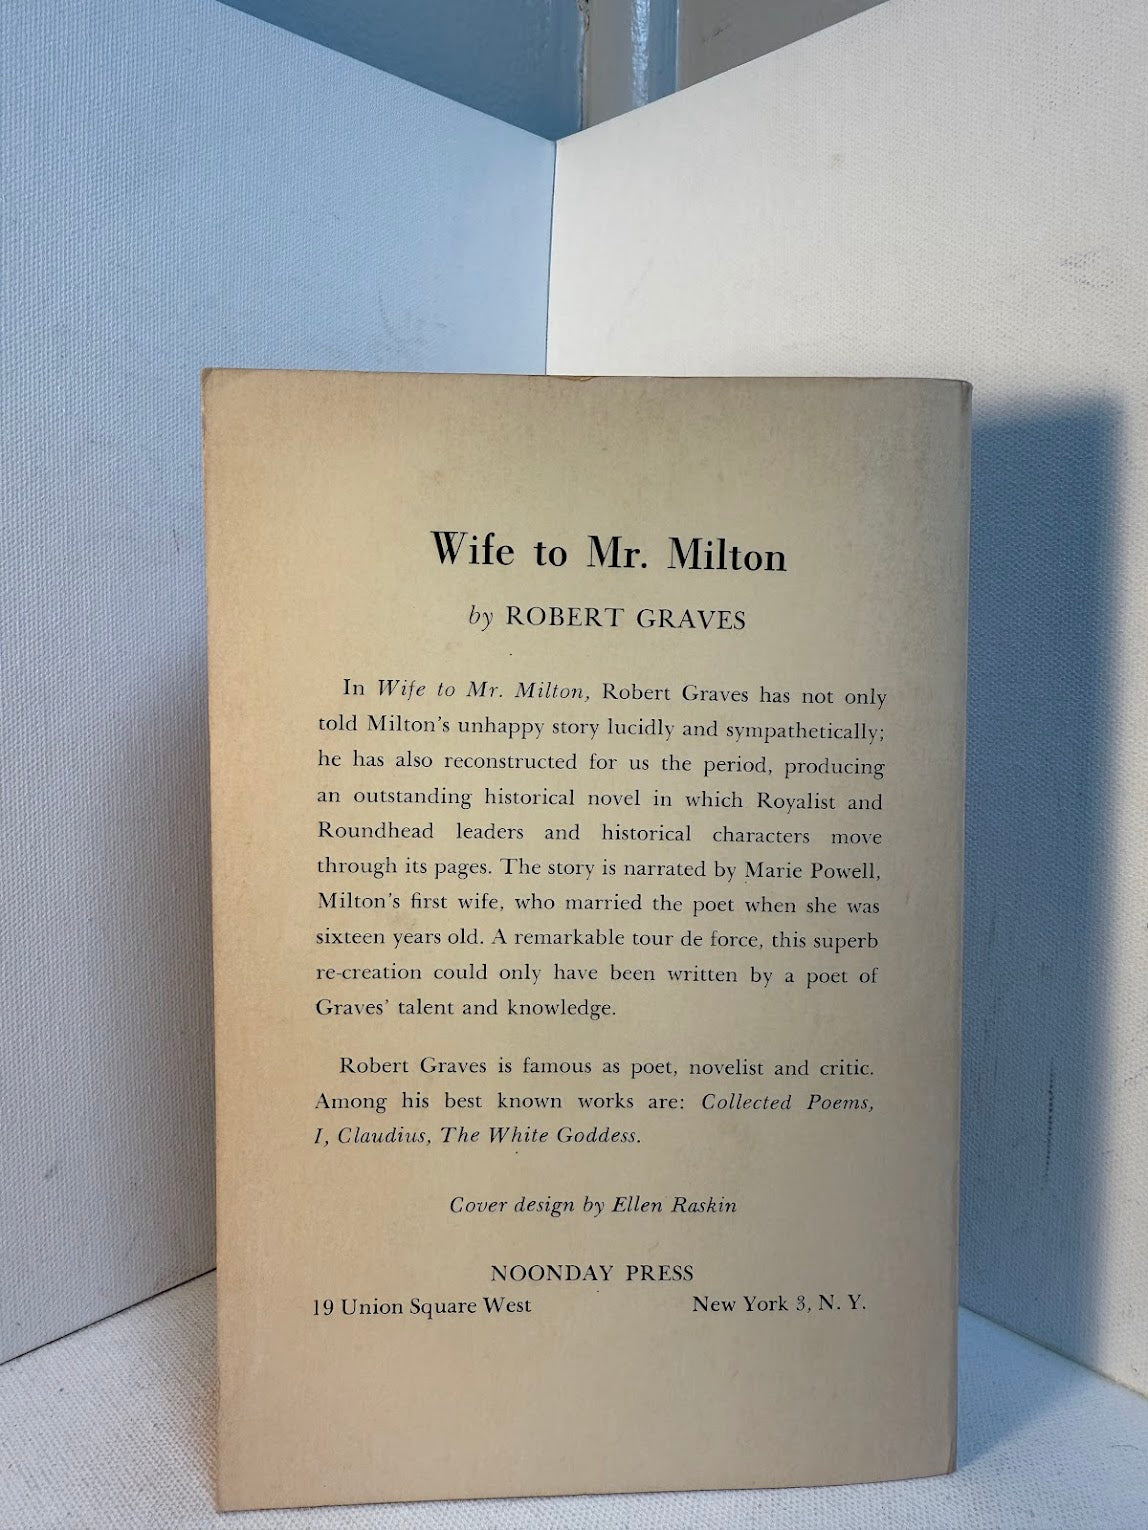 Wife to Mr. Milton
by ROBERT GRAVES
In Wife to Mr. Milton, Robert Graves has not only
told Milton's unhappy story lucidly and sympathetically;
he has also reconstructed for us the period, producing
an outstanding historical novel in which Royalist and
Roundhead leaders and historical characters move
through its pages. The story is narrated by Marie Powell,
Milton's first wife, who married the poet when she was
sixteen years old. A remarkable tour de force, this superb
re-creation could only have been written by a poet of
Graves' talent and knowledge.
Robert Graves is famous as poet, novelist and critic.
Among his best known works are: Collected Poems,
I, Claudius, The White Goddess.
Cover design by Ellen Raskin
NOONDAY PRESS
19 Union Square West New York 3, N. Y.